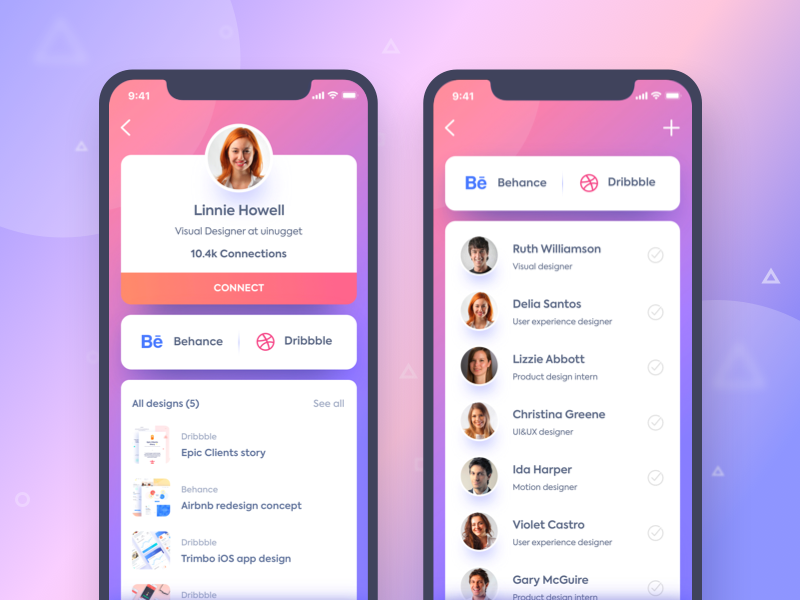 9:41
Linnie Howell
Visual Designer at uinugget
10.4k Connections
CONNECT
Bē Behance
Dribbble
All designs (5) See all
Dribbble
Epic Clients story
Behance
Airbnb redesign concept
Dribbble
Trimbo iOS app design
Dribbble
9:41
Bē Behance
Dribbble
Ruth Williamson
Visual designer
Delia Santos
User experience designer
Lizzie Abbott
Product design intern
Christina Greene
UI&UX designer
Ida Harper
Motion designer
Violet Castro
User experience designer
Gary McGuire
Product design intern